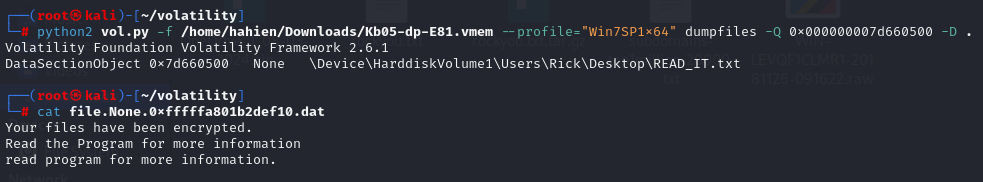 ┌──(root㉿kali)-[~/volatility]
└─# python2 vol.py -f /home/hahien/Downloads/Kb05-dp-E81.vmem --profile="Win7SP1×64" dumpfiles -Q 0×000000007d660500 -D .
Volatility Foundation Volatility Framework 2.6.1
DataSectionObject 0x7d660500   None   \Device\HarddiskVolume1\Users\Rick\Desktop\READ_IT.txt
┌──(root㉿kali)-[~/volatility]
└─# cat file.None.0×fffffa801b2def10.dat
Your files have been encrypted.
Read the Program for more information
read program for more information.